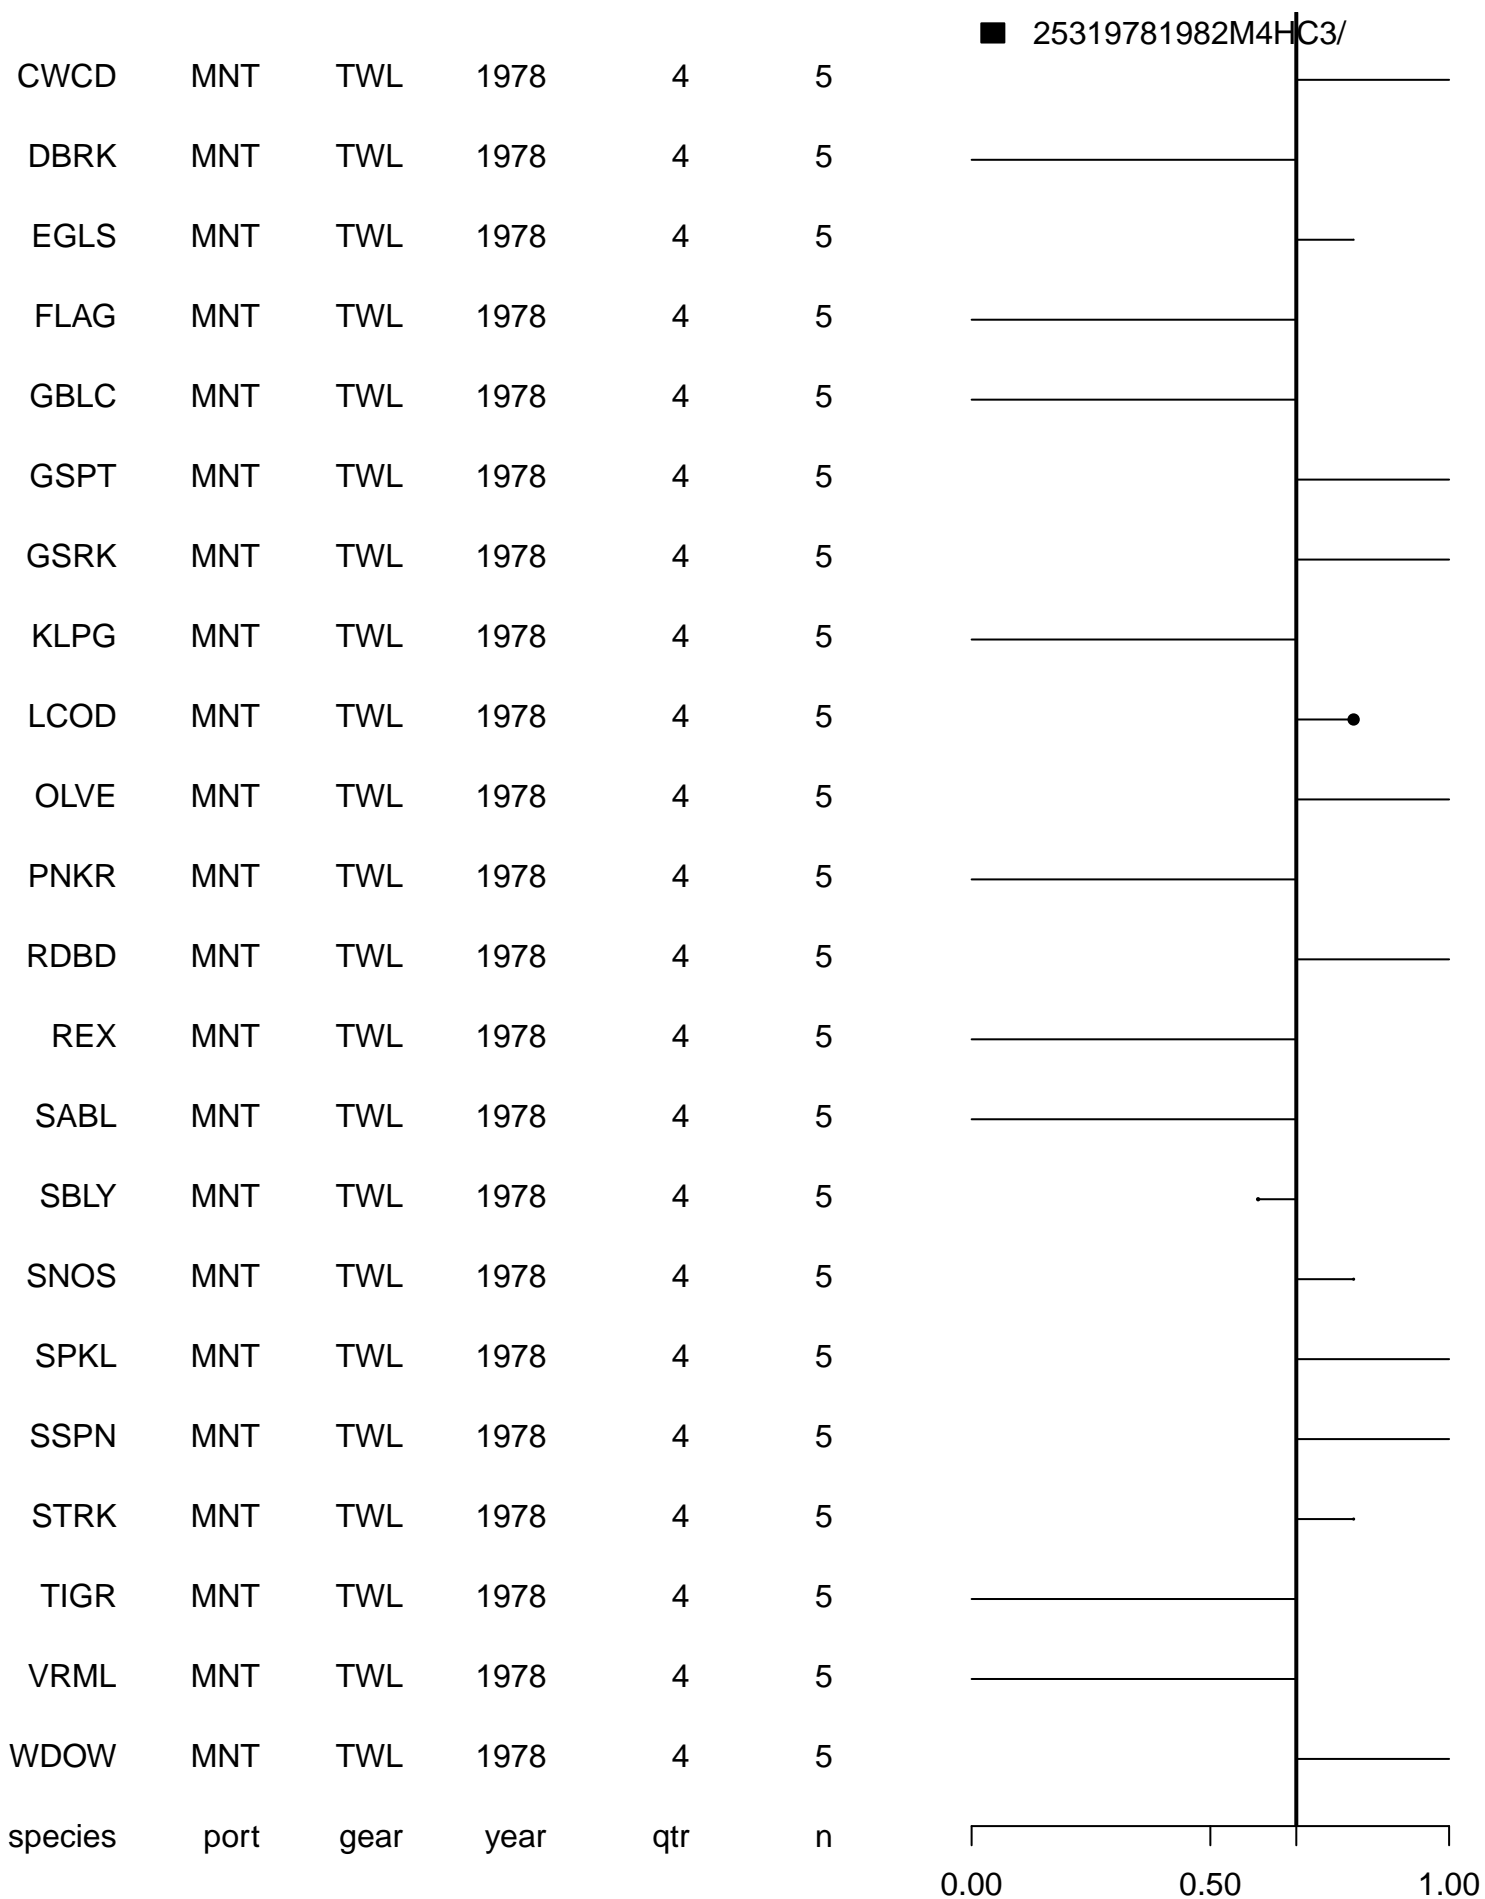 25319781982M4HC3/
CWCD MNT TWL 1978 4 5
DBRK MNT TWL 1978 4 5
EGLS MNT TWL 1978 4 5
FLAG MNT TWL 1978 4 5
GBLC MNT TWL 1978 4 5
GSPT MNT TWL 1978 4 5
GSRK MNT TWL 1978 4 5
KLPG MNT TWL 1978 4 5
LCOD MNT TWL 1978 4 5
OLVE MNT TWL 1978 4 5
PNKR MNT TWL 1978 4 5
RDBD MNT TWL 1978 4 5
REX MNT TWL 1978 4 5
SABL MNT TWL 1978 4 5
SBLY MNT TWL 1978 4 5
SNOS MNT TWL 1978 4 5
SPKL MNT TWL 1978 4 5
SSPN MNT TWL 1978 4 5
STRK MNT TWL 1978 4 5
TIGR MNT TWL 1978 4 5
VRML MNT TWL 1978 4 5
WDOW MNT TWL 1978 4 5
species port gear year qtr n
0.00 0.50 1.00